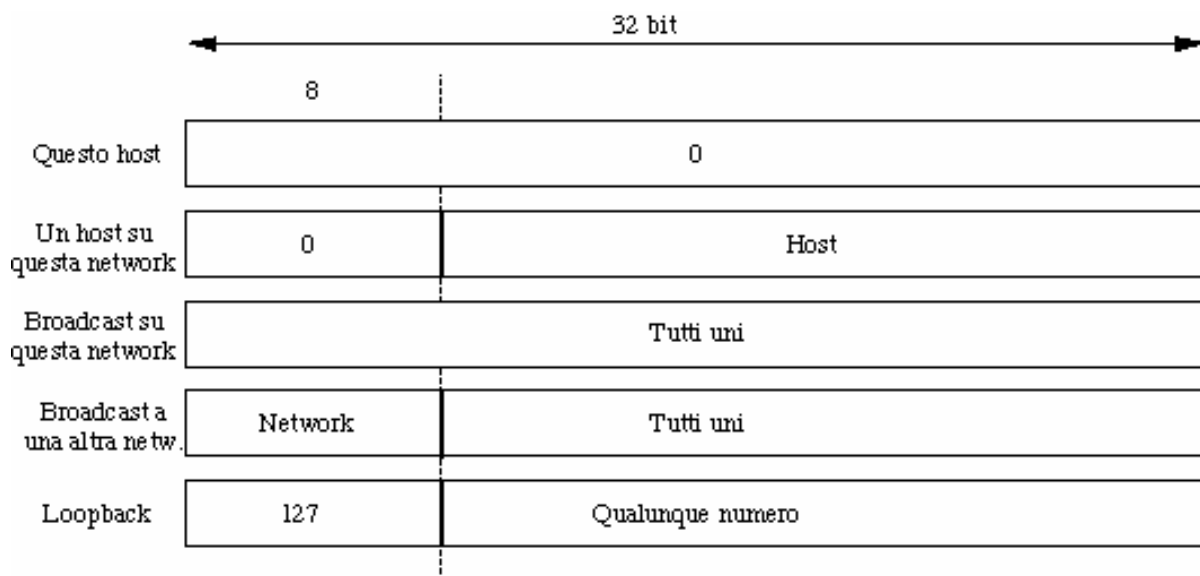 32 bit
8
Questo host
0
Un host su
questa network
0
Host
Broadcast su
questa network
Tutti uni
Broadcast a
una altra netw.
Network
Tutti uni
Loopback
127
Qualunque numero